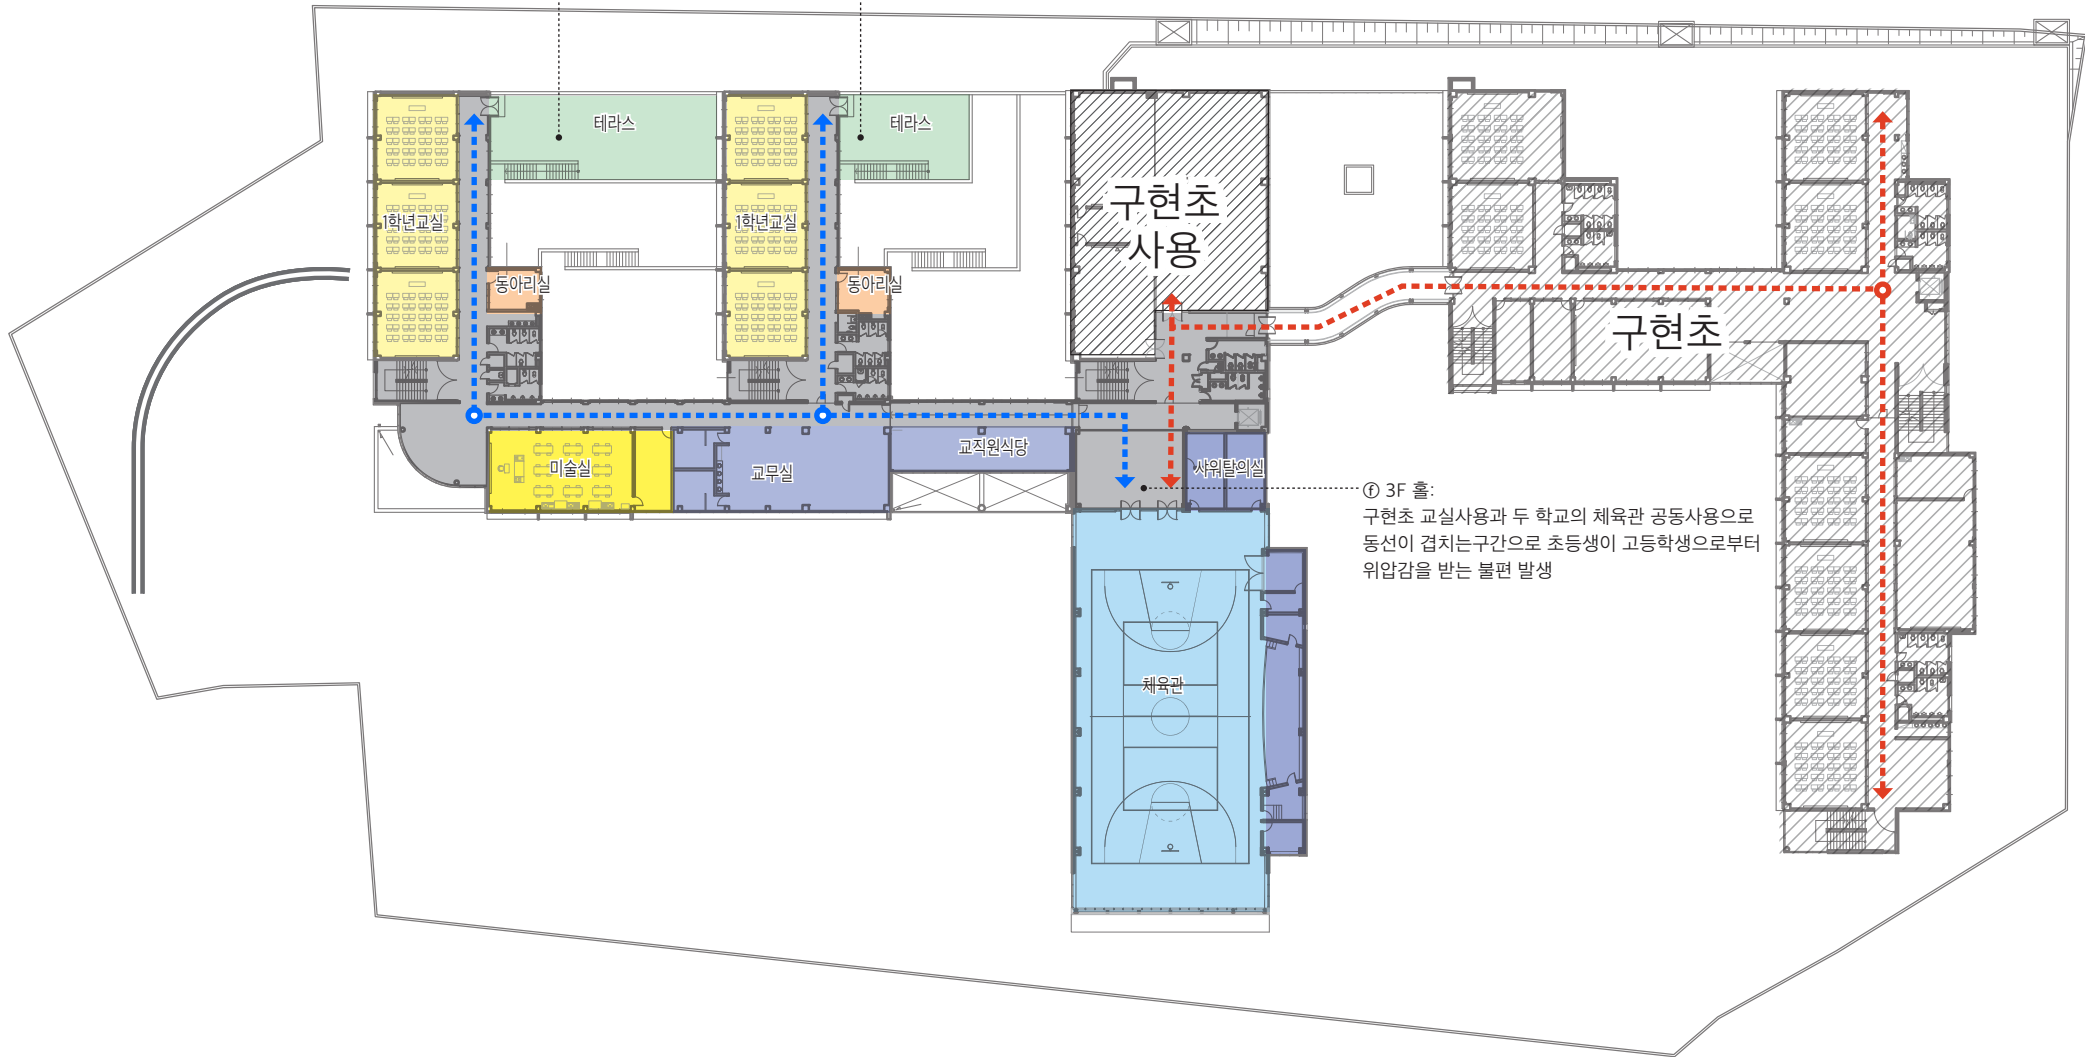 테라스
테라스
1학년교실
1학년교실
구현초
사용
동아리실
동아리실
구현초
미술실
교무실
교직원식당
샤워탈의실
ⓕ 3F 홀:
구현초 교실사용과 두 학교의 체육관 공동사용으로
동선이 겹치는구간으로 초등생이 고등학생으로부터
위압감을 받는 불편 발생
체육관